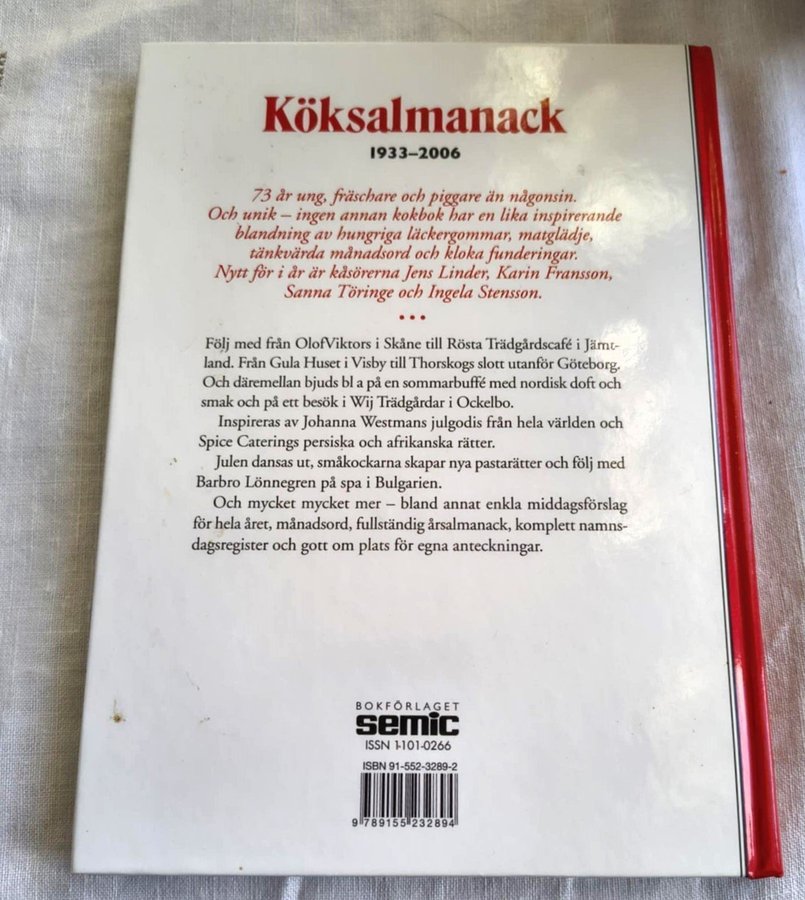 Köksalmanack
1933–2006
73 år ung, fräschare och piggare än någonsin.
Och unik – ingen annan kokbok har en lika inspirerande
blandning av hungriga läckergommar, matglädje,
tänkvärda månadsord och kloka funderingar.
Nytt för i år är kåsörerna Jens Linder, Karin Fransson,
Sanna Töringe och Ingela Stensson.
•••
Följ med från OlofViktors i Skåne till Rösta Trädgårdscafé i Jämt-
land. Från Gula Huset i Visby till Thorskogs slott utanför Göteborg.
Och däremellan bjuds bl a på en sommarbuffé med nordisk doft och
smak och på ett besök i Wij Trädgårdar i Ockelbo.
Inspireras av Johanna Westmans julgodis från hela världen och
Spice Caterings persiska och afrikanska rätter.
Julen dansas ut, småkockarna skapar nya pastarätter och följ med
Barbro Lönnegren på spa i Bulgarien.
Och mycket mycket mer – bland annat enkla middagsförslag
för hela året, månadsord, fullständig årsalmanack, komplett namns-
dagsregister och gott om plats för egna anteckningar.
BOKFÖRLAGET
semic
ISSN 1-101-0266
ISBN 91-552-3289-2
9 789155 232894